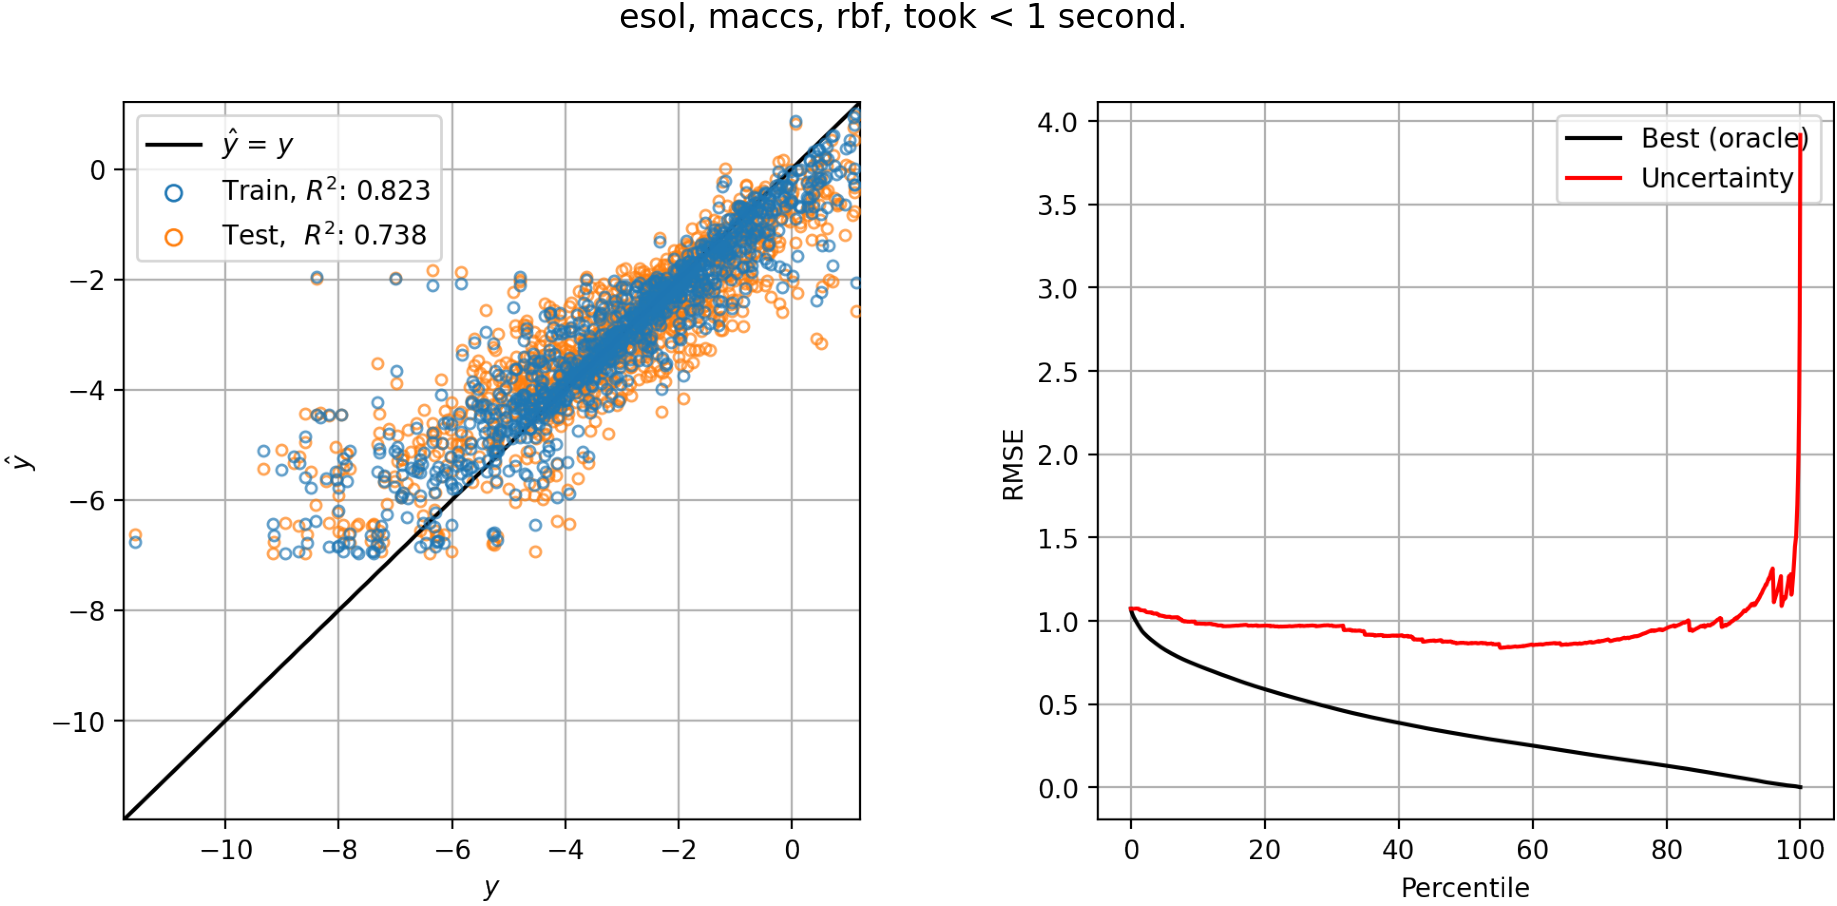 esol, maccs, rbf, took < 1 second.
ŷ = y
Train, R²: 0.823
Test, R²: 0.738
0
−2
−4
−6
−8
−10
ŷ
−10 −8 −6 −4 −2 0
y
Best (oracle)
Uncertainty
4.0
3.5
3.0
2.5
2.0
1.5
1.0
0.5
0.0
RMSE
0 20 40 60 80 100
Percentile